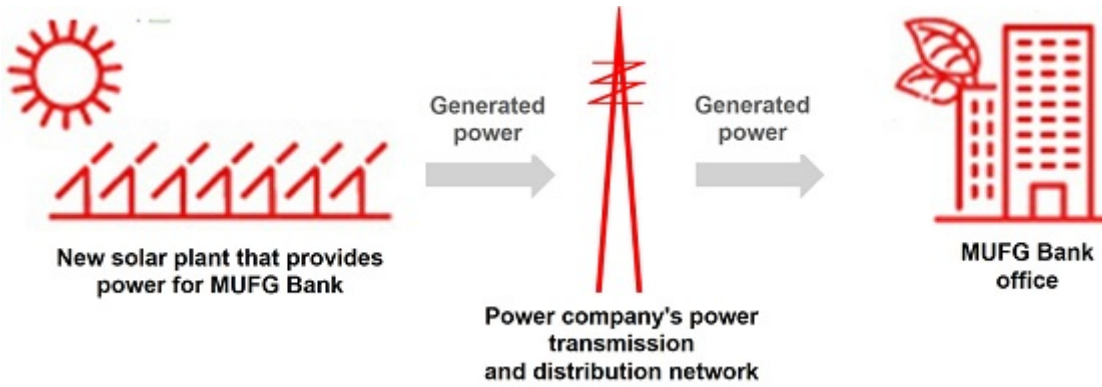 Generated
power
Generated
power
New solar plant that provides
power for MUFG Bank
MUFG Bank
office
Power company's power
transmission
and distribution network